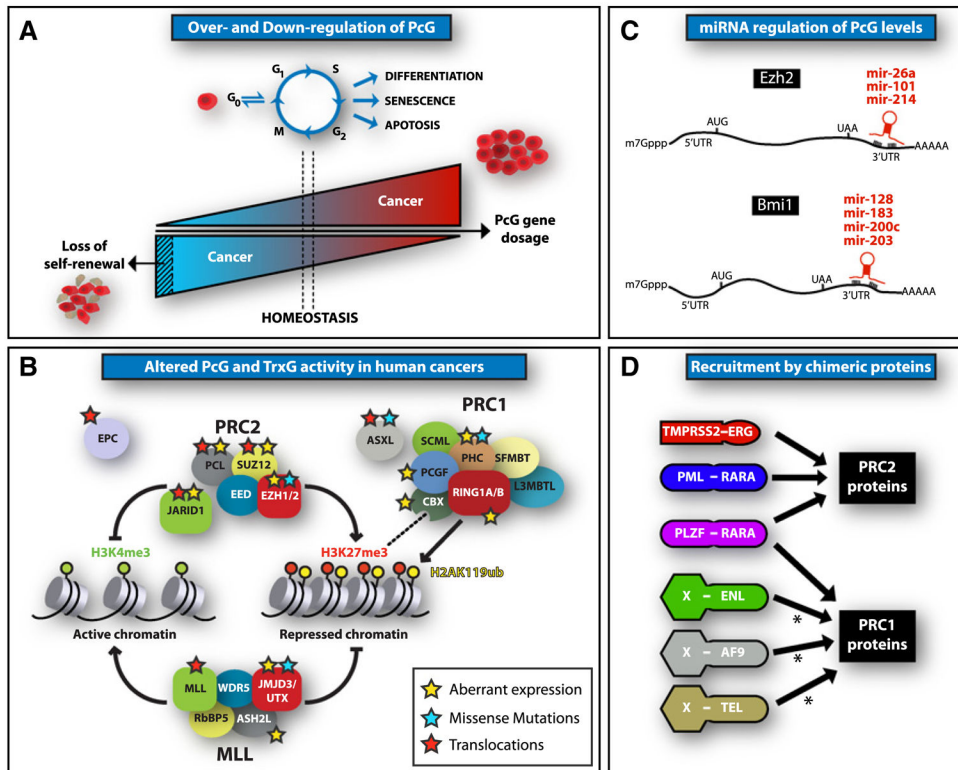 A
Over- and Down-regulation of PcG
G1
S
G0
M
G2
DIFFERENTIATION
SENESCENCE
APOTOSIS
Cancer
PcG gene
dosage
Loss of
self-renewal
Cancer
HOMEOSTASIS
B
Altered PcG and TrxG activity in human cancers
EPC
PRC2
PCL
SUZ12
EED
EZH1/2
JARID1
PRC1
ASXL
SCML
PHC
SFMBT
PCGF
L3MBTL
CBX
RING1A/B
H3K4me3
H3K27me3
H2AK119ub
Active chromatin
Repressed chromatin
MLL
WDR5
JMJD3/
UTX
RbBP5
ASH2L
MLL
Aberrant expression
Missense Mutations
Translocations
C
miRNA regulation of PcG levels
Ezh2
mir-26a
mir-101
mir-214
AUG
UAA
m7Gppp
5'UTR
3'UTR
AAAAA
Bmi1
mir-128
mir-183
mir-200c
mir-203
AUG
UAA
m7Gppp
5'UTR
3'UTR
AAAAA
D
Recruitment by chimeric proteins
TMPRSS2–ERG
PML – RARA
PLZF – RARA
PRC2
proteins
X – ENL
*
X – AF9
*
X – TEL
*
PRC1
proteins